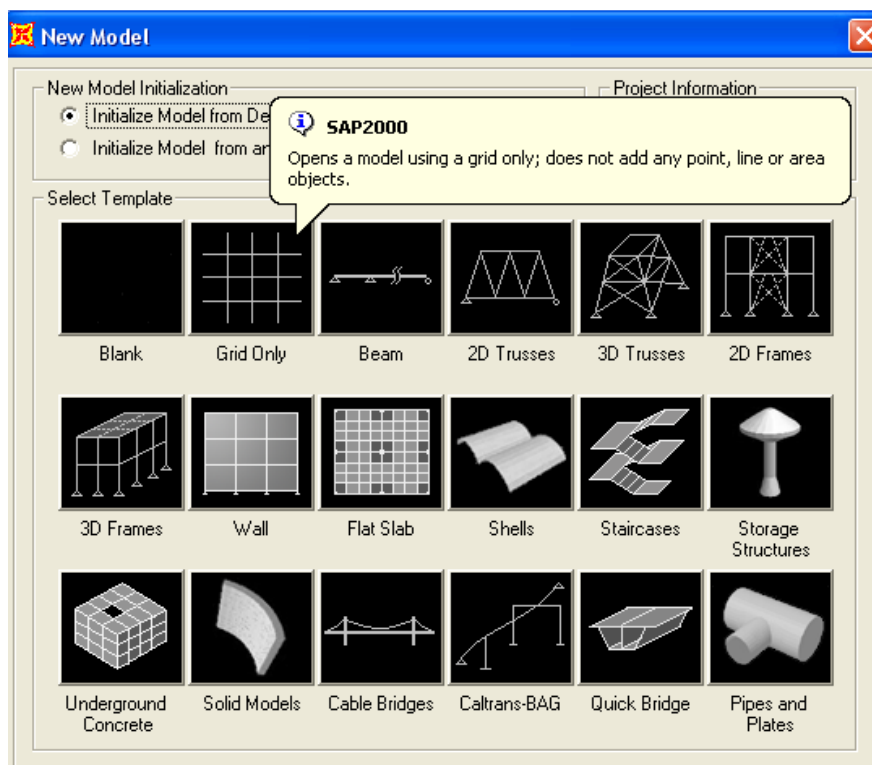 New Model
New Model Initialization
Project Information
Initialize Model from De
Initialize Model from an
SAP2000
Opens a model using a grid only; does not add any point, line or area
objects.
Select Template
Blank
Grid Only
Beam
2D Trusses
3D Trusses
2D Frames
3D Frames
Wall
Flat Slab
Shells
Staircases
Storage
Structures
Underground
Concrete
Solid Models
Cable Bridges
Caltrans-BAG
Quick Bridge
Pipes and
Plates